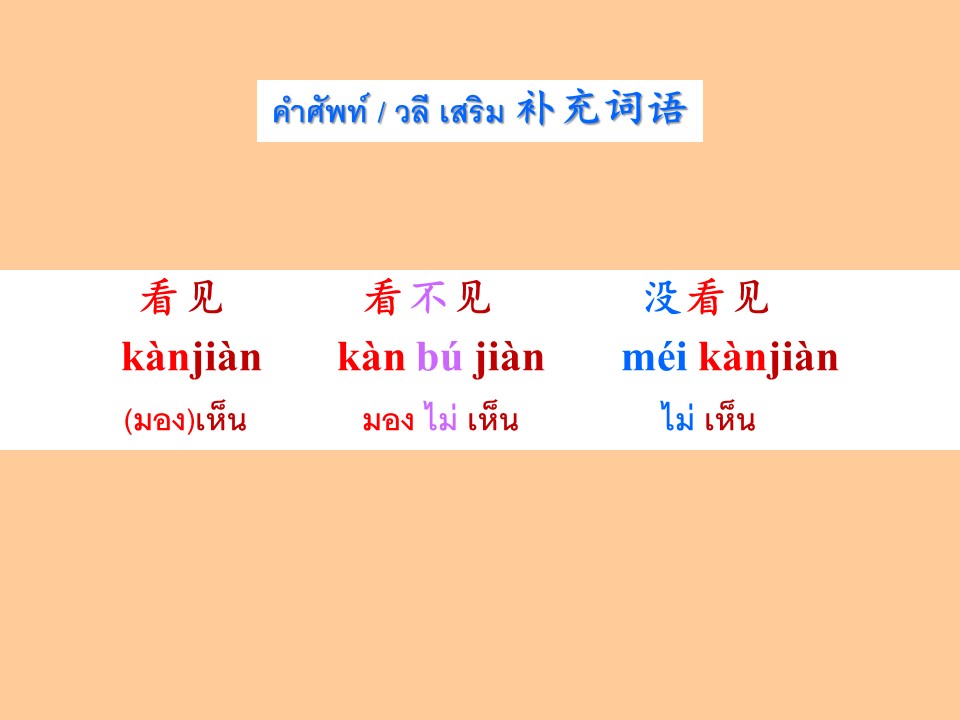 คำศัพท์ / วลี เสริม 补充词语
看见 看不见 没看见
kànjiàn kàn bú jiàn méi kànjiàn
(มอง)เห็น มอง ไม่ เห็น ไม่ เห็น